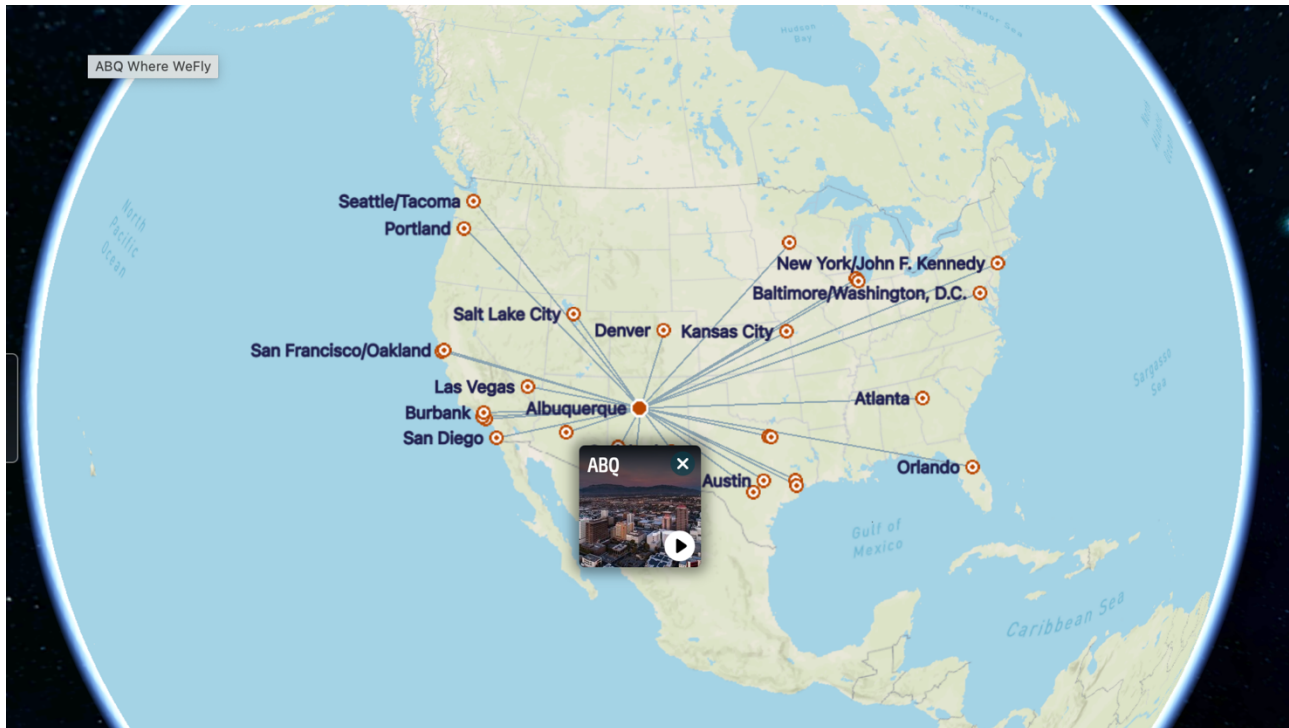 Labrador Sea
Hudson
Bay
ABQ Where WeFly
North
Pacific
Ocean
Seattle/Tacoma
Portland
New York/John F. Kennedy
Baltimore/Washington, D.C.
Salt Lake City
Denver
Kansas City
San Francisco/Oakland
Las Vegas
Burbank
Albuquerque
Atlanta
San Diego
Sargasso
Sea
ABQ
Austin
Orlando
Gulf of
Mexico
Caribbean Sea